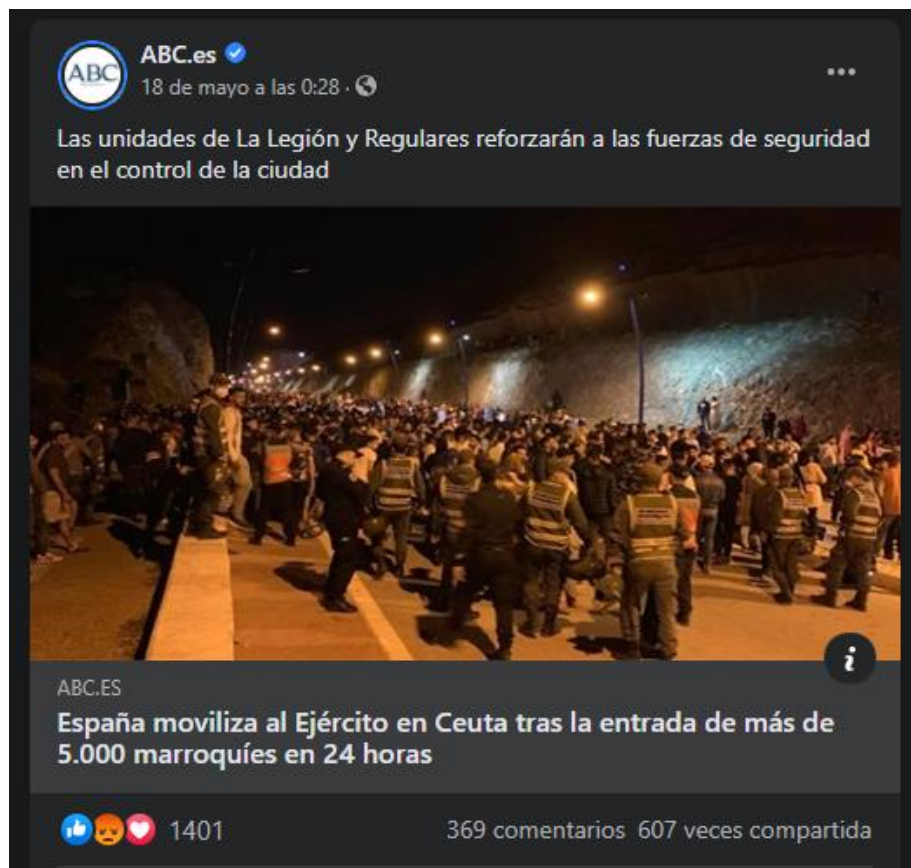 ABC
ABC.es
18 de mayo a las 0:28 ·
Las unidades de La Legión y Regulares reforzarán a las fuerzas de seguridad
en el control de la ciudad
ABC.ES
España moviliza al Ejército en Ceuta tras la entrada de más de
5.000 marroquíes en 24 horas
1401
369 comentarios 607 veces compartida